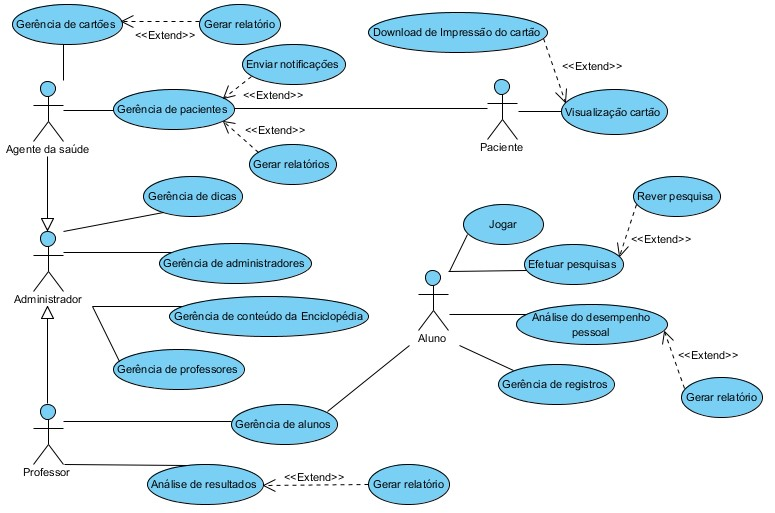 Gerência de cartões
Gerar relatório
<<Extend>>
Download de Impressão do cartão
<<Extend>>
Enviar notificações
<<Extend>>
Gerência de pacientes
Agente da saúde
<<Extend>>
Gerar relatórios
Paciente
Visualização cartão
Gerência de dicas
Rever pesquisa
Jogar
<<Extend>>
Gerência de administradores
Efetuar pesquisas
Administrador
Gerência de conteúdo da Enciclopédia
Análise do desempenho
pessoal
Aluno
<<Extend>>
Gerência de professores
Gerência de registros
Gerar relatório
Gerência de alunos
Professor
Análise de resultados
<<Extend>>
Gerar relatório